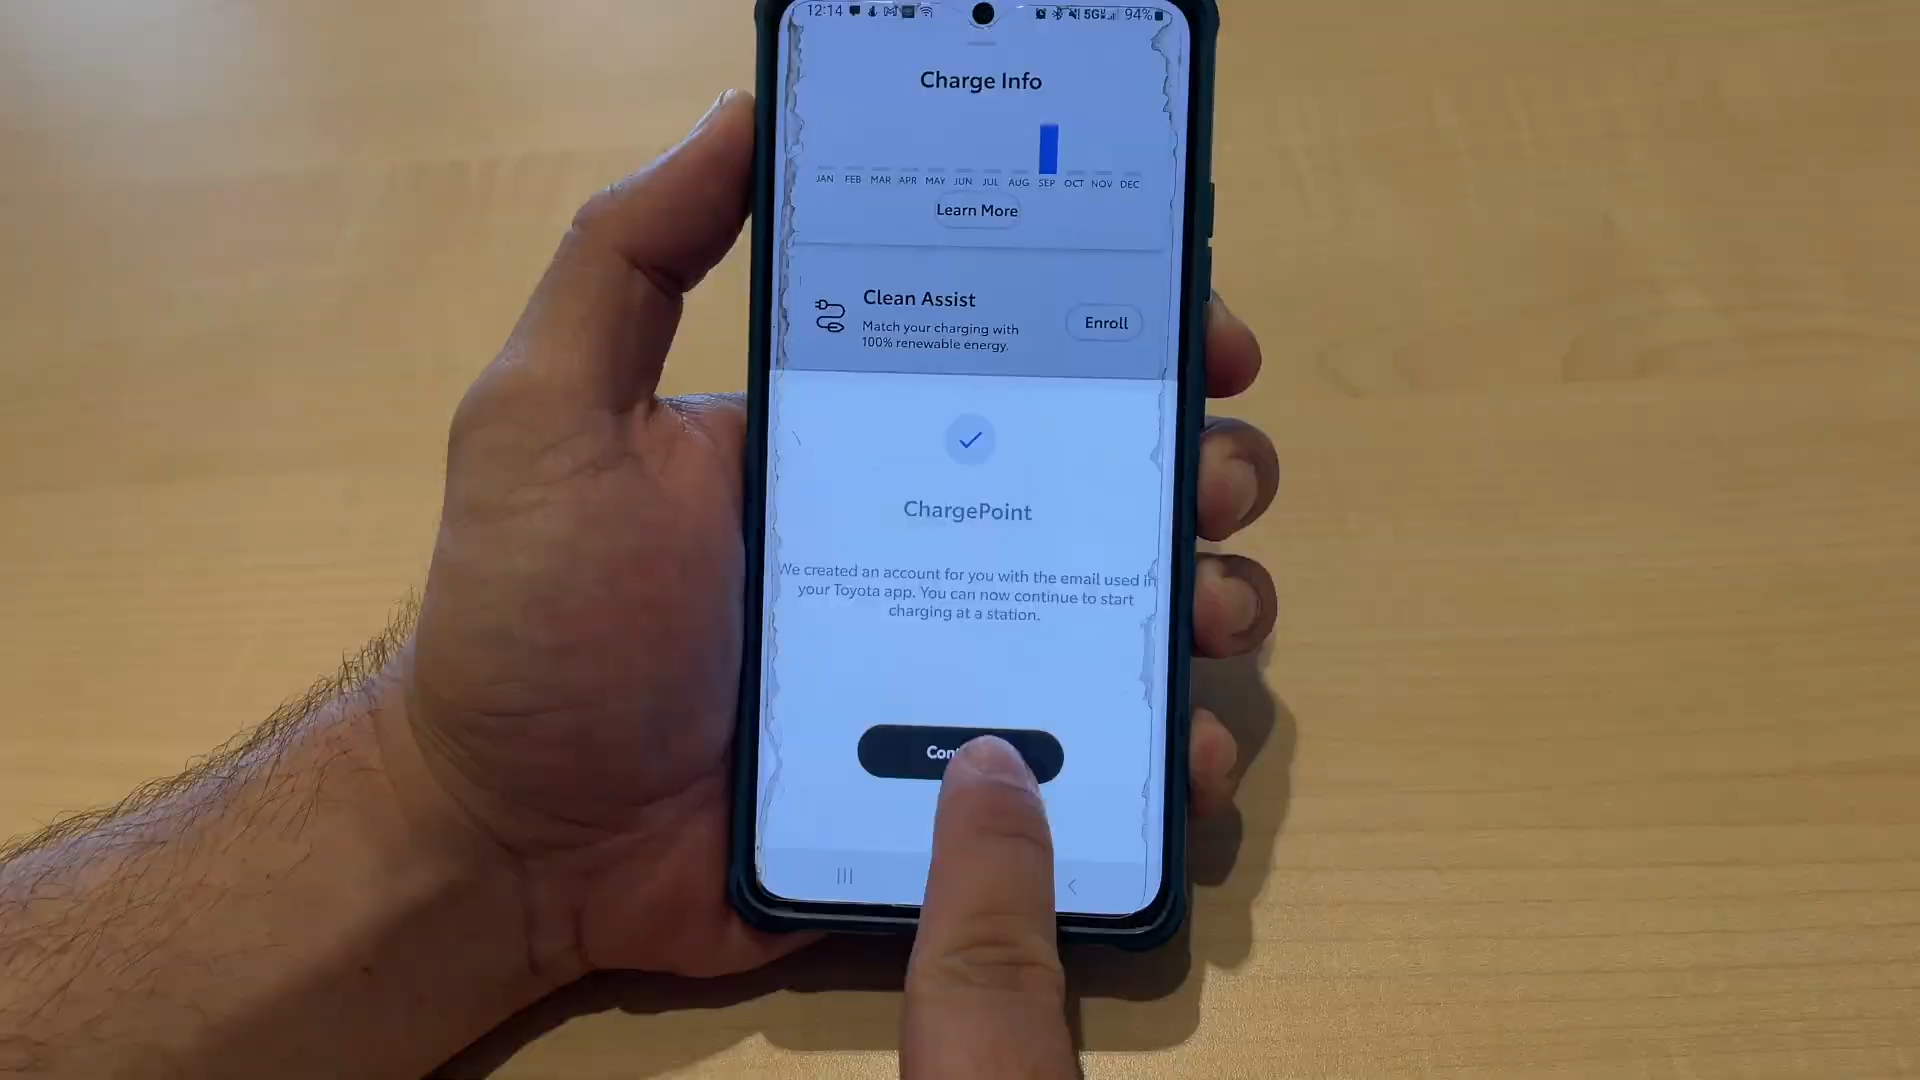 12:14 5G 94%
Charge Info
JAN FEB MAR APR MAY JUN JUL AUG SEP OCT NOV DEC
Learn More
Clean Assist
Match your charging with
100% renewable energy.
Enroll
ChargePoint
We created an account for you with the email used in
your Toyota app. You can now continue to start
charging at a station.